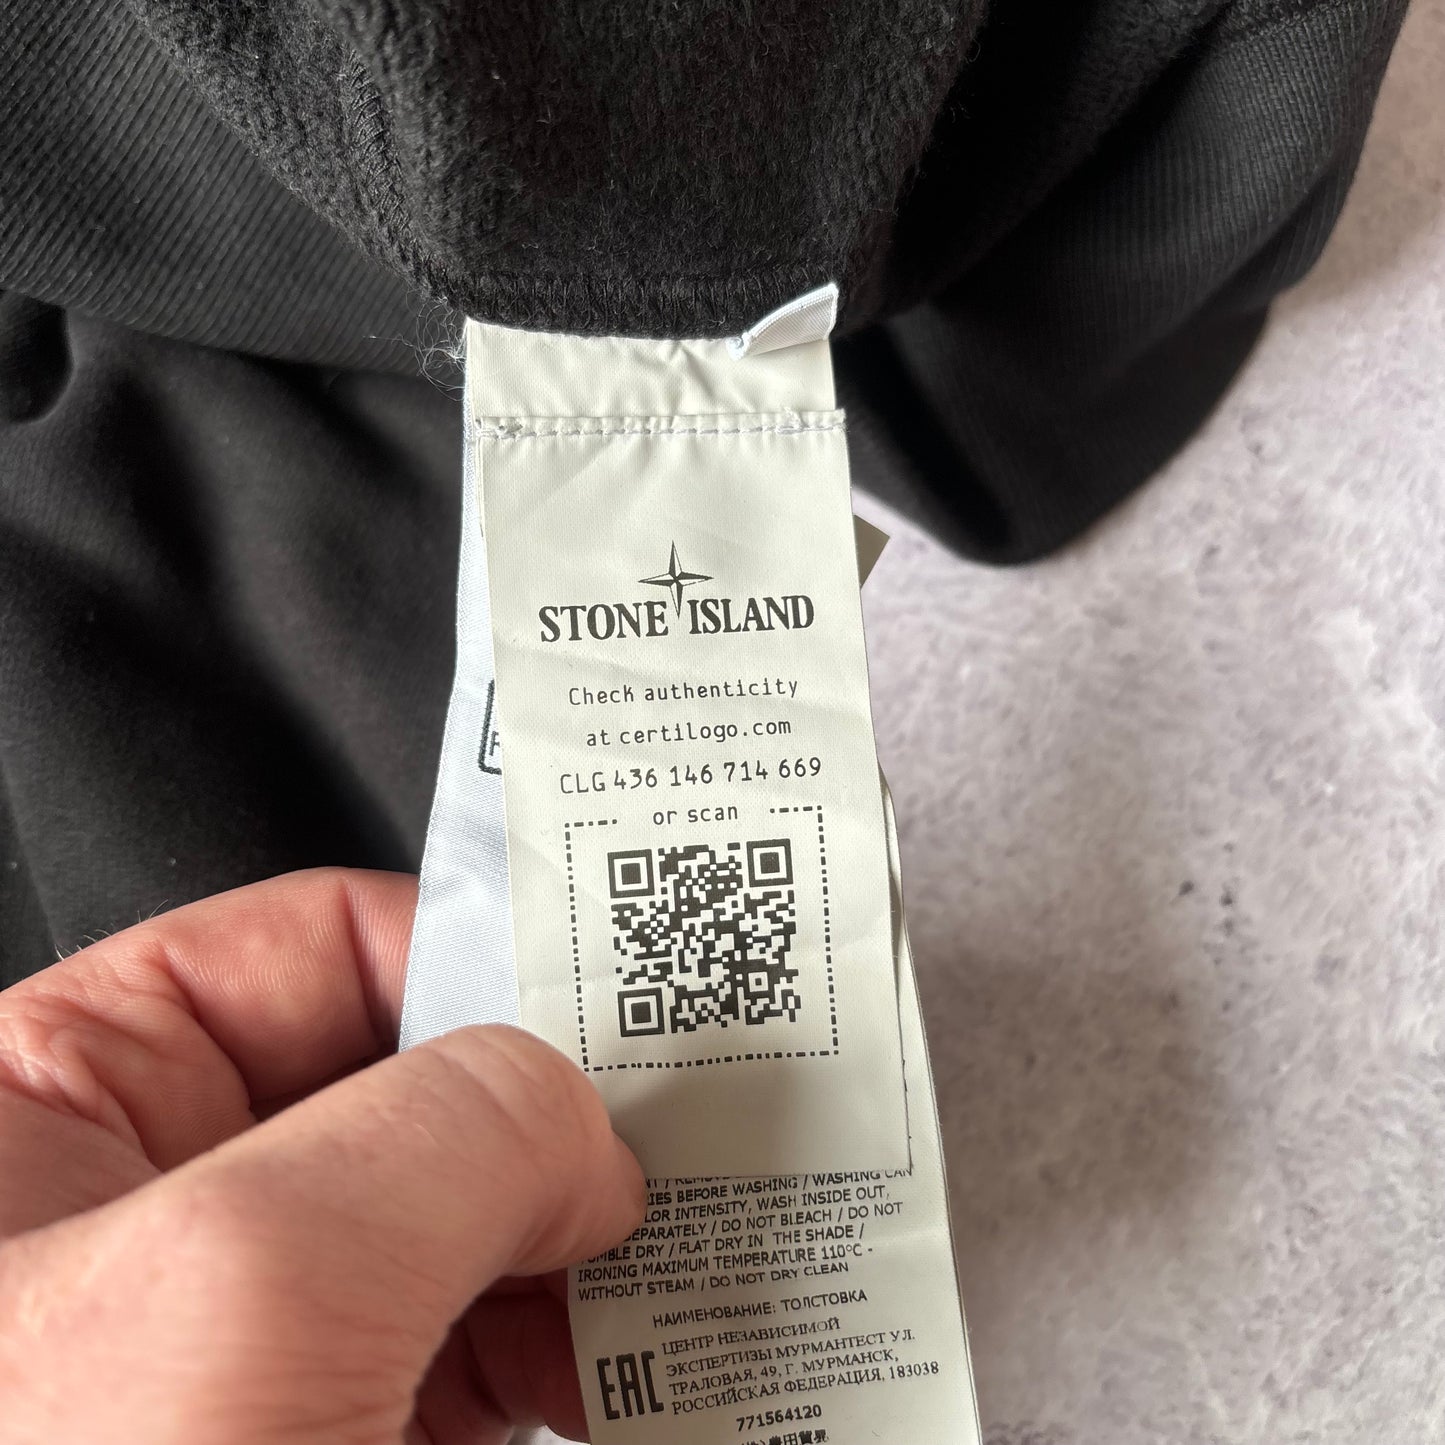 STONE ISLAND
Check authenticity
at certilogo.com
CLG 436 146 714 669
or scan
BEFORE WASHING / WASHING CAN
INTENSITY, WASH INSIDE OUT,
/ DO NOT BLEACH / DO NOT
DRY / FLAT DRY IN THE SHADE /
IRONING MAXIMUM TEMPERATURE 110°C -
WITHOUT STEAM / DO NOT DRY CLEAN
НАИМЕНОВАНИЕ: ТОЛСТОВКА
EAC
ЦЕНТР НЕЗАВИСИМОЙ
ЭКСПЕРТИЗЫ МУРМАНТЕСТ УЛ.
ТРАЛОВАЯ, 49, Г. МУРМАНСК,
РОССИЙСКАЯ ФЕДЕРАЦИЯ, 183038
771564120